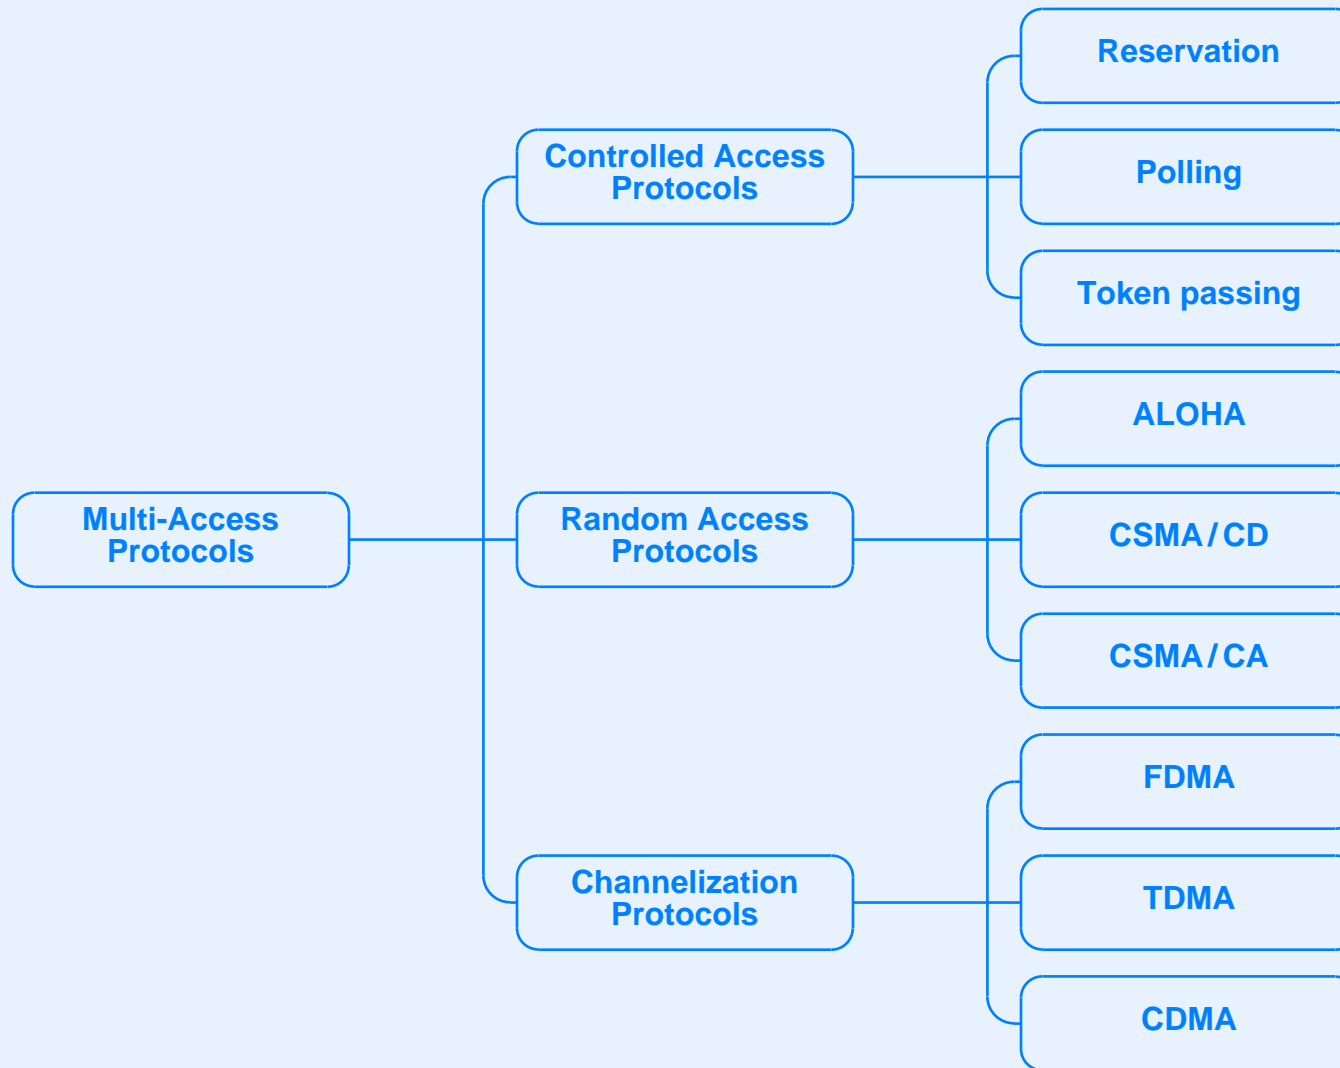 Reservation
Controlled Access
Protocols
Polling
Token passing
ALOHA
Multi-Access
Protocols
Random Access
Protocols
CSMA/CD
CSMA/CA
FDMA
Channelization
Protocols
TDMA
CDMA